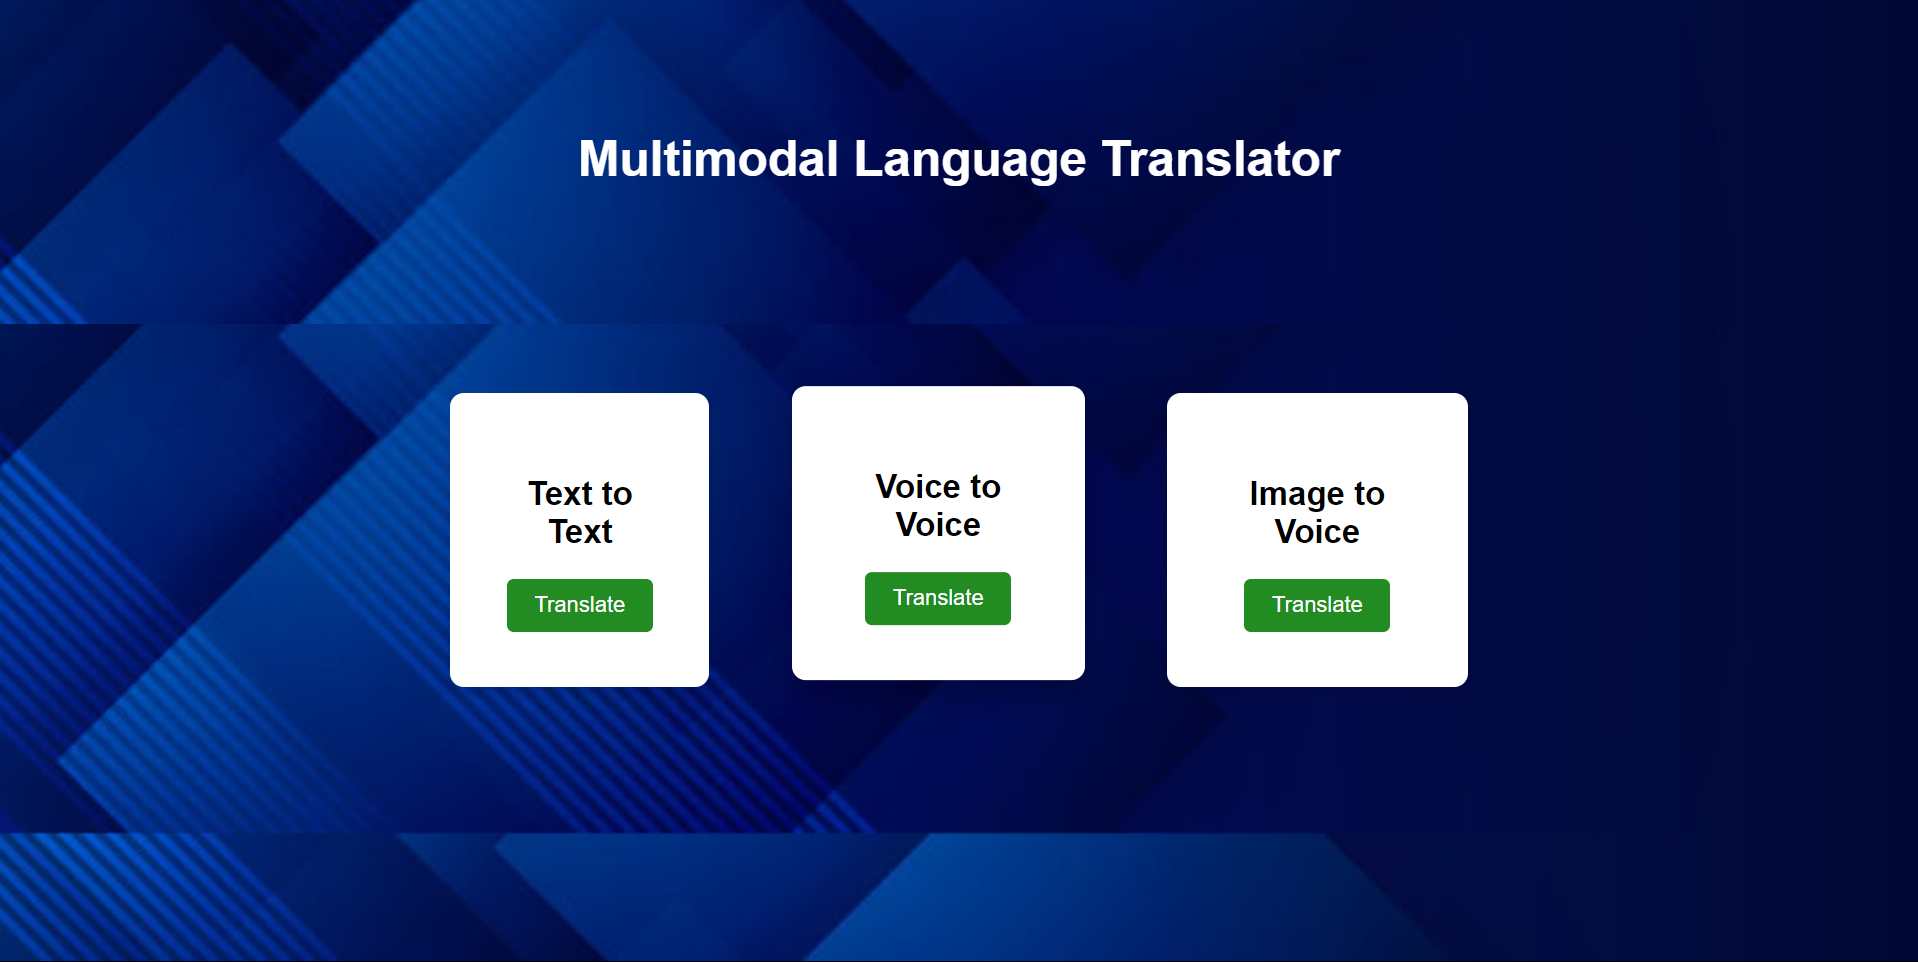 Multimodal Language Translator
Text to
Text
Translate
Voice to
Voice
Translate
Image to
Voice
Translate